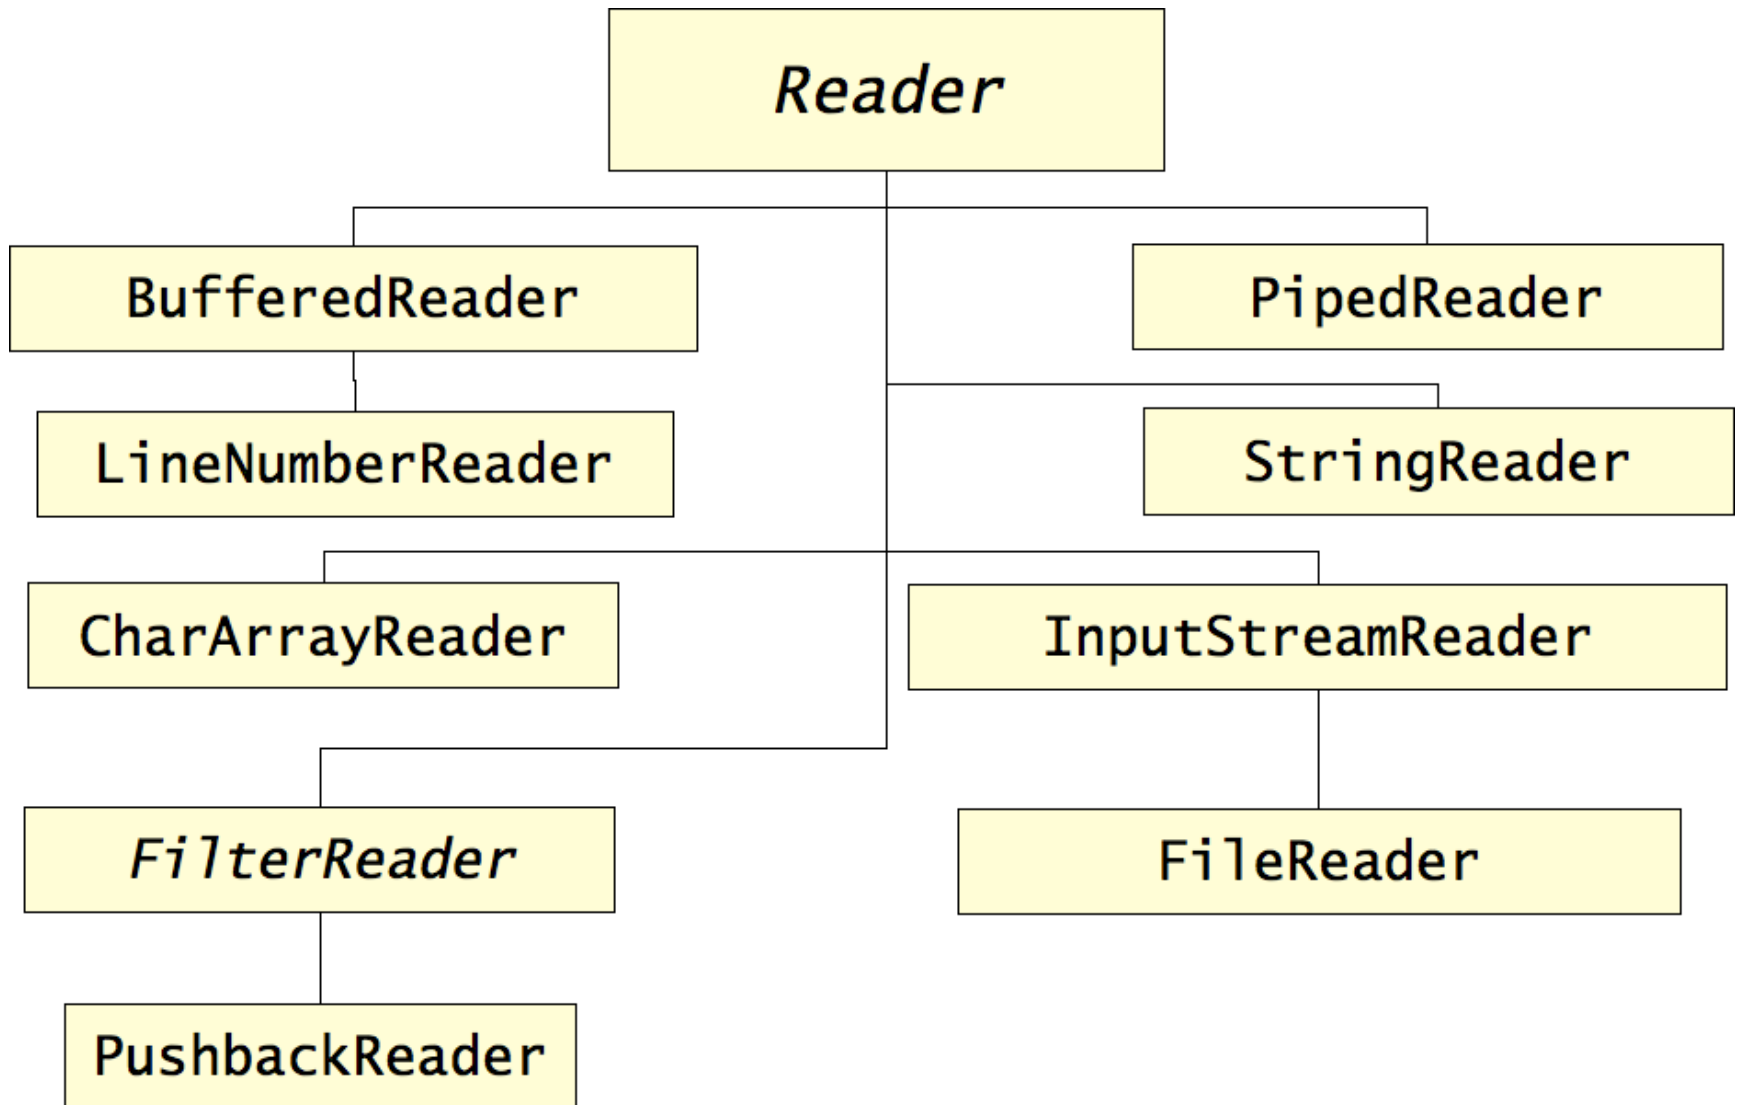 Reader
BufferedReader
PipedReader
LineNumberReader
StringReader
CharArrayReader
InputStreamReader
FilterReader
FileReader
PushbackReader